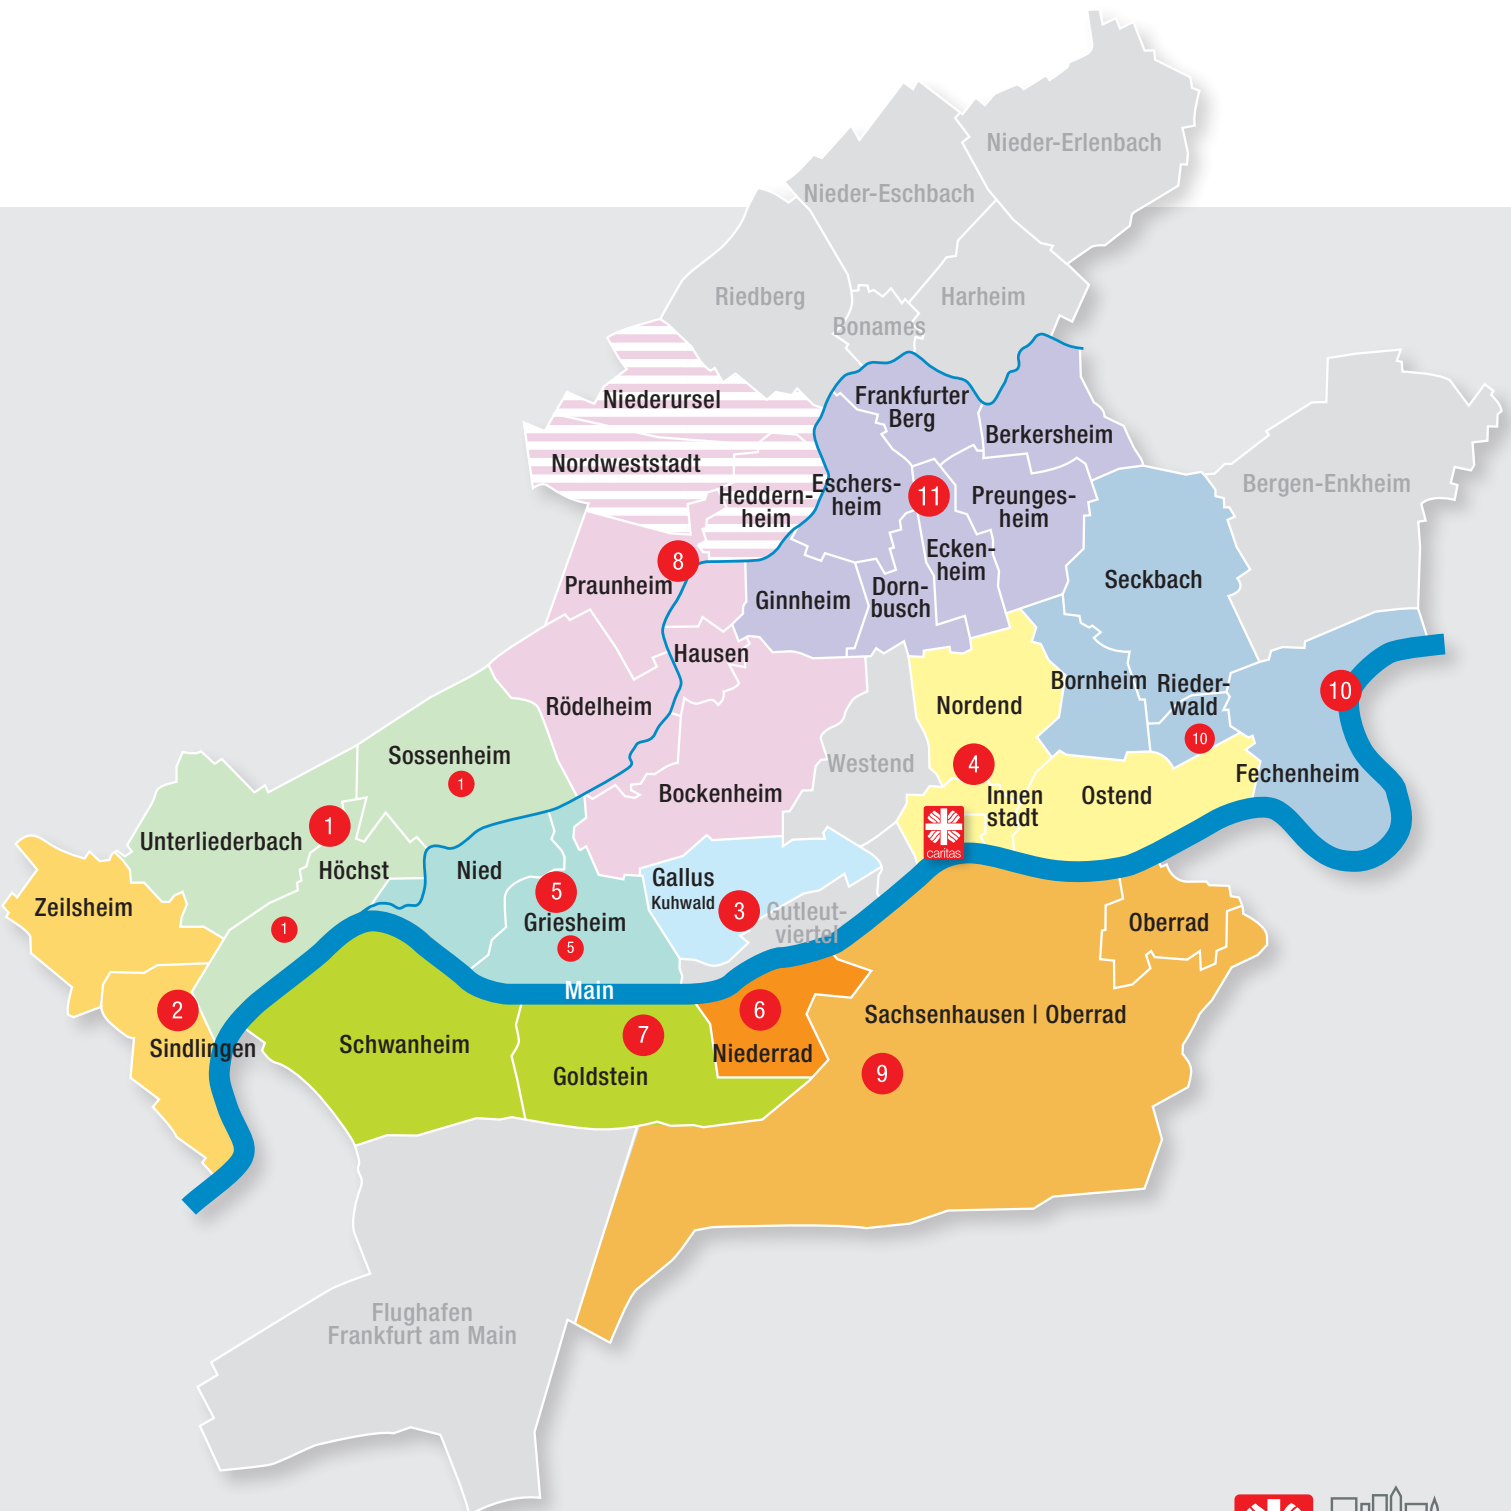 Nieder-Erlenbach
Nieder-Eschbach
Riedberg
Harheim
Bonames
Niederursel
Frankfurter
Berg
Berkersheim
Nordweststadt
Bergen-Enkheim
Heddern-
heim
Eschers-
heim
11
Preunges-
heim
8
Praunheim
Ecken-
heim
Ginnheim
Dorn-
busch
Seckbach
Hausen
Rödelheim
Nordend
Bornheim
Rieder-
wald
10
10
Sossenheim
1
Westend
4
Fechenheim
Bockenheim
Innen
stadt
Ostend
caritas
Unterliederbach
1
Höchst
Nied
Gallus
Kuhwald
3
5
Griesheim
5
Gutleut-
viertel
Zeilsheim
1
Oberrad
Main
2
Sindlingen
Schwanheim
7
Goldstein
6
Niederrad
Sachsenhausen | Oberrad
9
Flughafen
Frankfurt am Main